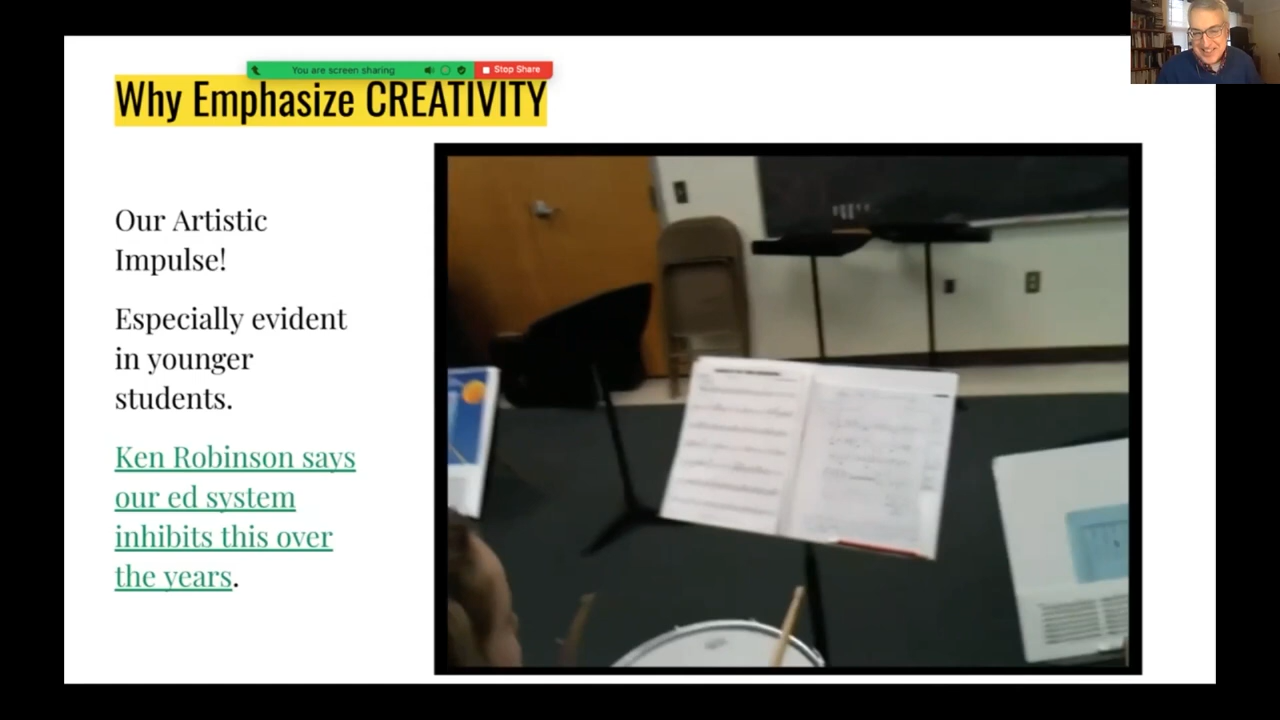 You are screen sharing
Stop Share
Why Emphasize CREATIVITY
Our Artistic
Impulse!
Especially evident
in younger
students.
Ken Robinson says
our ed system
inhibits this over
the years.